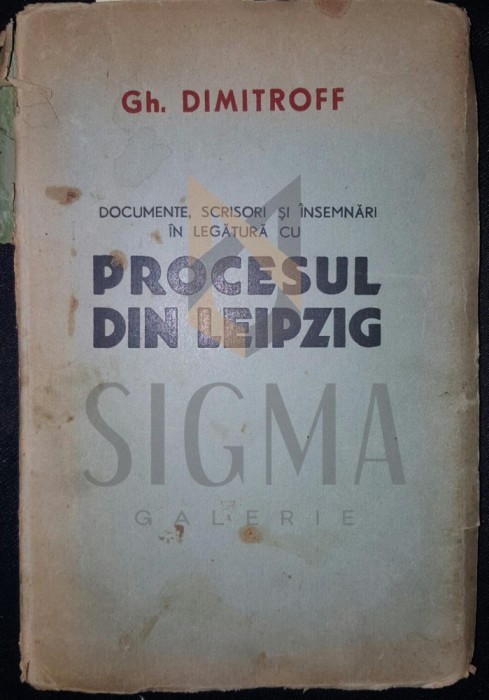 Gh. DIMITROFF
DOCUMENTE, SCRISORI ȘI ÎNSEMNĂRI
ÎN LEGĂTURĂ CU
PROCESUL
DIN LEIPZIG
SIGMA
GALERIE